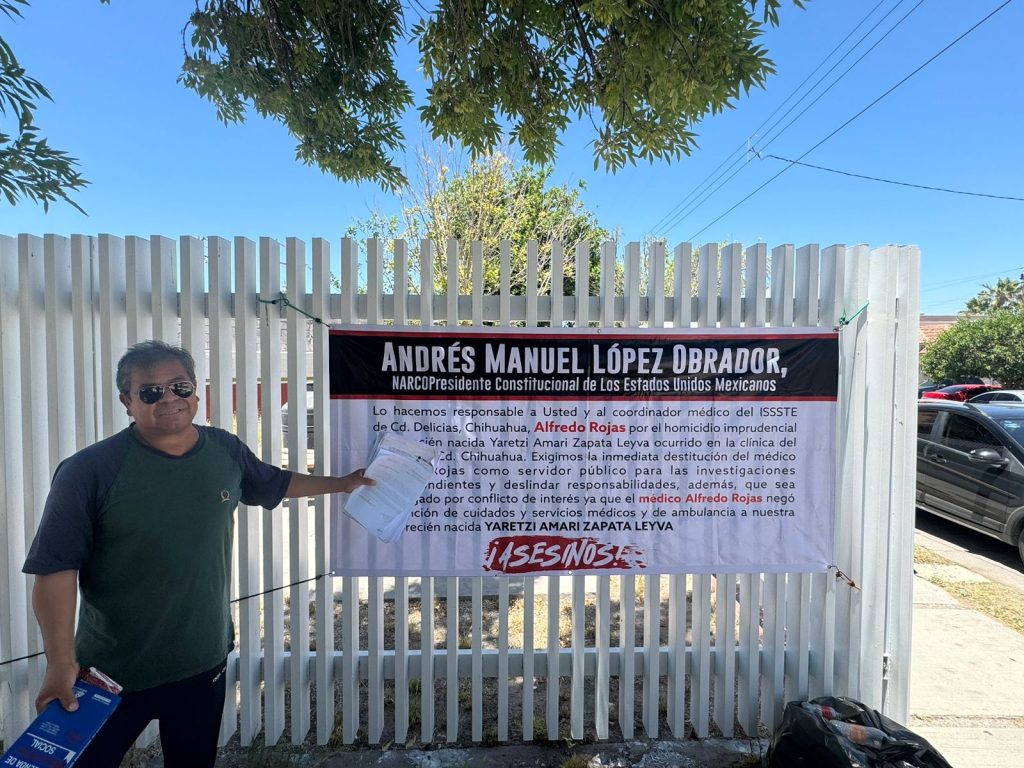 ANDRÉS MANUEL LÓPEZ OBRADOR,
NARCOPresidente Constitucional de Los Estados Unidos Mexicanos
Lo hacemos responsable a Usted y al coordinador médico del ISSSTE
de Cd. Delicias, Chihuahua, Alfredo Rojas por el homicidio imprudencial
nacida Yaretzi Amari Zapata Leyva ocurrido en la clínica del
Cd. Chihuahua. Exigimos la inmediata destitución del médico
Rojas como servidor público para las investigaciones
y deslindar responsabilidades, además, que sea
por conflicto de interés ya que el médico Alfredo Rojas negó
de cuidados y servicios médicos y de ambulancia a nuestra
recién nacida YARETZI AMARI ZAPATA LEYVA
¡ASESINOS!
SOCIAL